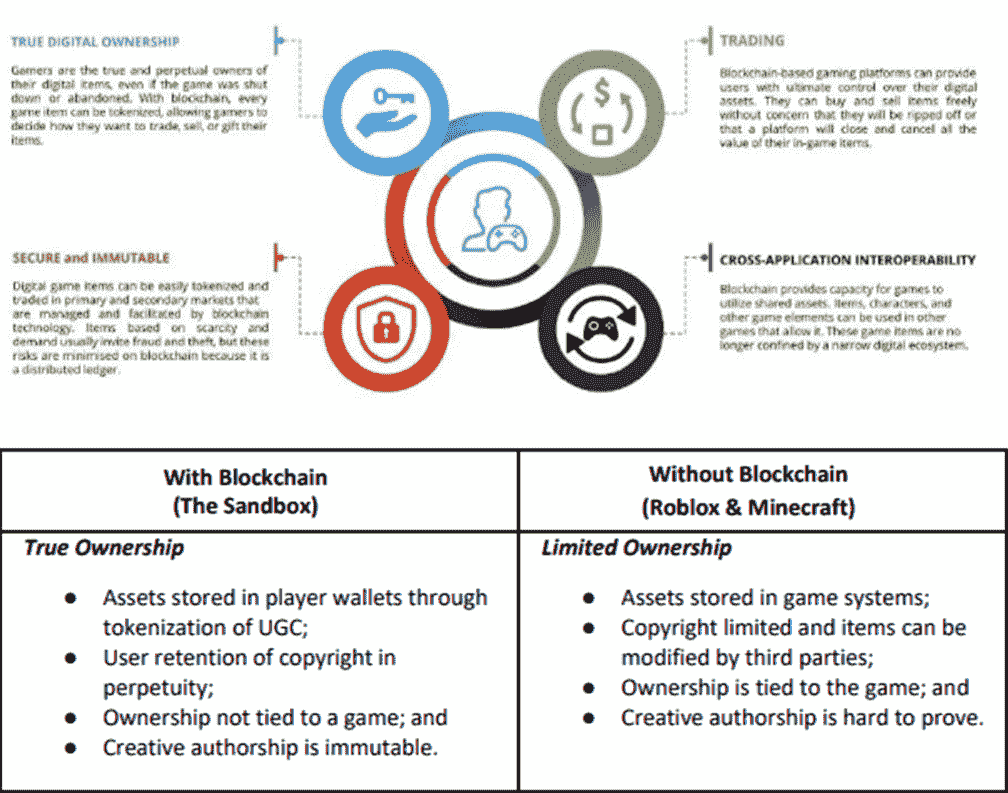 TRUE DIGITAL OWNERSHIP
Gamers are the true and perpetual owners of
their digital items, even if the game was shut
down or abandoned. With blockchain, every
game item can be tokenized, allowing gamers to
decide how they want to trade, sell, or gift their
items.
TRADING
Blockchain-based gaming platforms can provide
users with ultimate control over their digital
assets. They can buy and sell items freely
without concern that they will be ripped off or
that a platform will close and cancel all the
value of their in-game items.
$
SECURE and IMMUTABLE
Digital game items can be easily tokenized and
traded in primary and secondary markets that
are managed and facilitated by blockchain
technology. Items based on scarcity and
demand usually invite fraud and theft, but these
risks are minimised on blockchain because it is
a distributed ledger.
CROSS-APPLICATION INTEROPERABILITY
Blockchain provides capacity for games to
utilize shared assets. Items, characters, and
other game elements can be used in other
games that allow it. These game items are no
longer confined by a narrow digital ecosystem.
With Blockchain
(The Sandbox)
Without Blockchain
(Roblox & Minecraft)
True Ownership
● Assets stored in player wallets through
tokenization of UGC;
● User retention of copyright in
perpetuity;
● Ownership not tied to a game; and
● Creative authorship is immutable.
Limited Ownership
● Assets stored in game systems;
● Copyright limited and items can be
modified by third parties;
● Ownership is tied to the game; and
● Creative authorship is hard to prove.